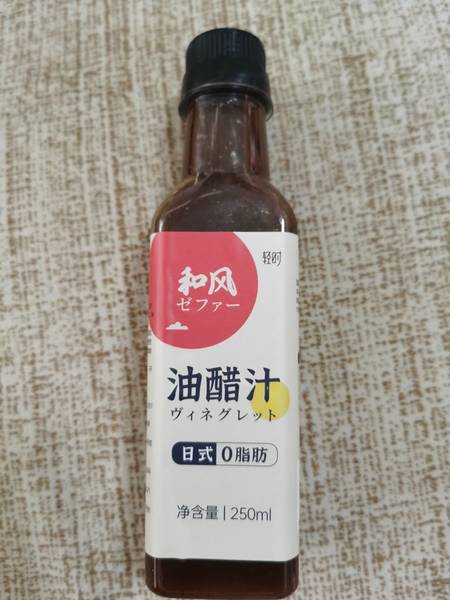 轻时
和风
ゼファー
油醋汁
ヴィネグレット
日式 0脂肪
净含量 | 250ml